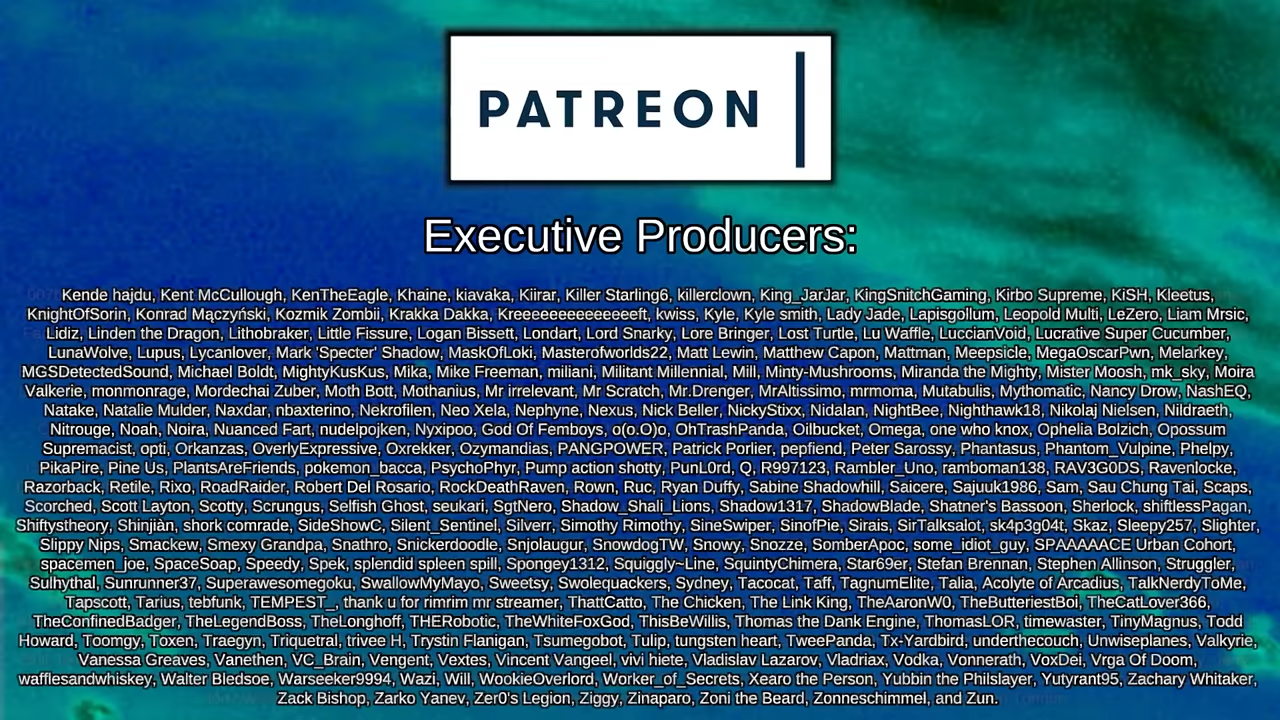 PATREON
Executive Producers:
Kende hajdu, Kent McCullough, KenTheEagle, Khaine, kiavaka, Kiirar, Killer Starling6, killerclown, King_JarJar, KingSnitchGaming, Kirbo Supreme, KiSH, Kleetus,
KnightOfSorin, Konrad Mączyński, Kozmik Zombii, Krakka Dakka, Kreeeeeeeeeeeeeeft, kwiss, Kyle, Kyle smith, Lady Jade, Lapisgollum, Leopold Multi, LeZero, Liam Mrsic,
Lidiz, Linden the Dragon, Lithobraker, Little Fissure, Logan Bissett, Londart, Lord Snarky, Lore Bringer, Lost Turtle, Lu Waffle, LuccianVoid, Lucrative Super Cucumber,
LunaWolve, Lupus, Lycanlover, Mark 'Specter' Shadow, MaskOfLoki, Masterofworlds22, Matt Lewin, Matthew Capon, Mattman, Meepsicle, MegaOscarPwn, Melarkey,
MGSDetectedSound, Michael Boldt, MightyKusKus, Mika, Mike Freeman, miliani, Militant Millennial, Mill, Minty-Mushrooms, Miranda the Mighty, Mister Moosh, mk_sky, Moira
Valkerie, monmonrage, Mordechai Zuber, Moth Bott, Mothanius, Mr irrelevant, Mr Scratch, Mr.Drenger, MrAltissimo, mrmoma, Mutabulis, Mythomatic, Nancy Drow, NashEQ,
Natake, Natalie Mulder, Naxdar, nbaxterino, Nekrofilen, Neo Xela, Nephyne, Nexus, Nick Beller, NickyStixx, Nidalan, NightBee, Nighthawk18, Nikolaj Nielsen, Nildraeth,
Nitrouge, Noah, Noira, Nuanced Fart, nudelpojken, Nyxipoo, God Of Femboys, o(o.O)o, OhTrashPanda, Oilbucket, Omega, one who knox, Ophelia Bolzich, Opossum
Supremacist, opti, Orkanzas, OverlyExpressive, Oxrekker, Ozymandias, PANGPOWER, Patrick Porlier, pepfiend, Peter Sarossy, Phantasus, Phantom_Vulpine, Phelpy,
PikaPire, Pine Us, PlantsAreFriends, pokemon_bacca, PsychoPhyr, Pump action shotty, PunL0rd, Q, R997123, Rambler_Uno, ramboman138, RAV3G0DS, Ravenlocke,
Razorback, Retile, Rixo, RoadRaider, Robert Del Rosario, RockDeathRaven, Rown, Ruc, Ryan Duffy, Sabine Shadowhill, Saicere, Sajuuk1986, Sam, Sau Chung Tai, Scaps,
Scorched, Scott Layton, Scotty, Scrungus, Selfish Ghost, seukari, SgtNero, Shadow_Shali_Lions, Shadow1317, ShadowBlade, Shatner's Bassoon, Sherlock, shiftlessPagan,
Shiftystheory, Shinjiàn, shork comrade, SideShowC, Silent_Sentinel, Silverr, Simothy Rimothy, SineSwiper, SinofPie, Sirais, SirTalksalot, sk4p3g04t, Skaz, Sleepy257, Slighter,
Slippy Nips, Smackew, Smexy Grandpa, Snathro, Snickerdoodle, Snjolaugur, SnowdogTW, Snowy, Snozze, SomberApoc, some_idiot_guy, SPAAAAACE Urban Cohort,
spacemen_joe, SpaceSoap, Speedy, Spek, splendid spleen spill, Spongey1312, Squiggly~Line, SquintyChimera, Star69er, Stefan Brennan, Stephen Allinson, Struggler,
Sulhythal, Sunrunner37, Superawesomegoku, SwallowMyMayo, Sweetsy, Swolequackers, Sydney, Tacocat, Taff, TagnumElite, Talia, Acolyte of Arcadius, TalkNerdyToMe,
Tapscott, Tarius, tebfunk, TEMPEST_, thank u for rimrim mr streamer, ThattCatto, The Chicken, The Link King, TheAaronW0, TheButteriestBoi, TheCatLover366,
TheConfinedBadger, TheLegendBoss, TheLonghoff, THERobotic, TheWhiteFoxGod, ThisBeWillis, Thomas the Dank Engine, ThomasLOR, timewaster, TinyMagnus, Todd
Howard, Toomgy, Toxen, Traegyn, Triquetral, trivee H, Trystin Flanigan, Tsumegobot, Tulip, tungsten heart, TweePanda, Tx-Yardbird, underthecouch, Unwiseplanes, Valkyrie,
Vanessa Greaves, Vanethen, VC_Brain, Vengent, Vextes, Vincent Vangeel, vivi hiete, Vladislav Lazarov, Vladriax, Vodka, Vonnerath, VoxDei, Vrga Of Doom,
wafflesandwhiskey, Walter Bledsoe, Warseeker9994, Wazi, Will, WookieOverlord, Worker_of_Secrets, Xearo the Person, Yubbin the Philslayer, Yutyrant95, Zachary Whitaker,
Zack Bishop, Zarko Yanev, Zer0's Legion, Ziggy, Zinaparo, Zoni the Beard, Zonneschimmel, and Zun.